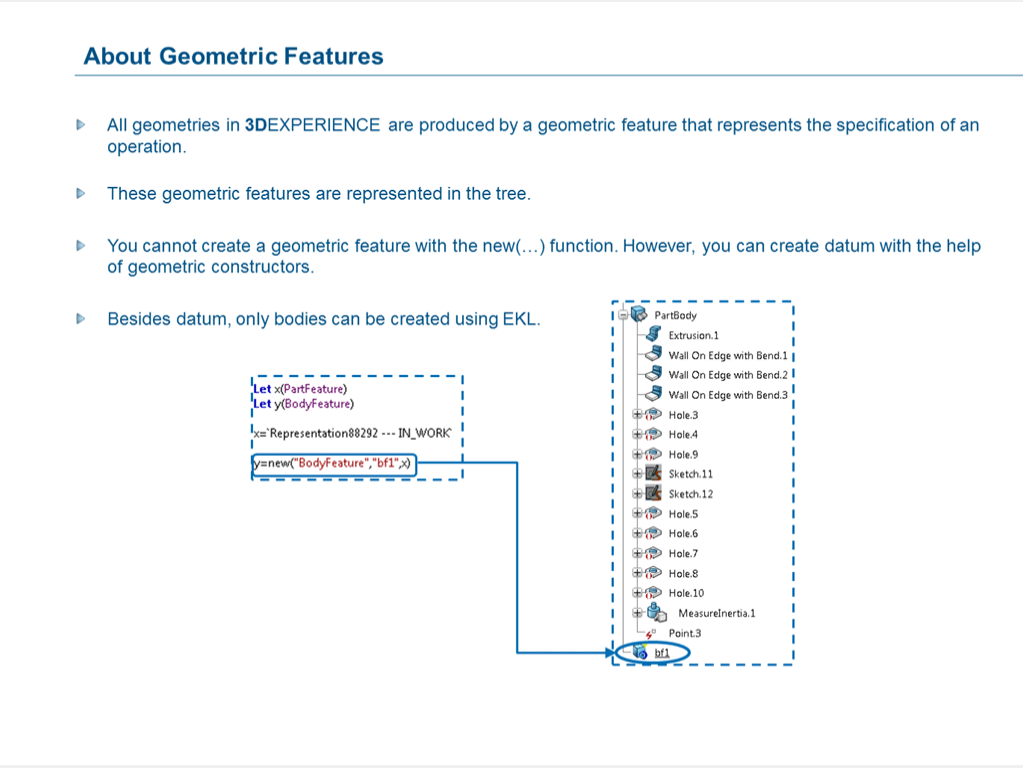 About Geometric Features
All geometries in 3DEXPERIENCE are produced by a geometric feature that represents the specification of an
operation.
These geometric features are represented in the tree.
You cannot create a geometric feature with the new(…) function. However, you can create datum with the help
of geometric constructors.
Besides datum, only bodies can be created using EKL.
Let x(PartFeature)
Let y(BodyFeature)
x=`Representation88292 --- IN_WORK`
y=new("BodyFeature","bf1",x)
PartBody
Extrusion.1
Wall On Edge with Bend.1
Wall On Edge with Bend.2
Wall On Edge with Bend.3
Hole.3
Hole.4
Hole.9
Sketch.11
Sketch.12
Hole.5
Hole.6
Hole.7
Hole.8
Hole.10
MeasureInertia.1
Point.3
bf1